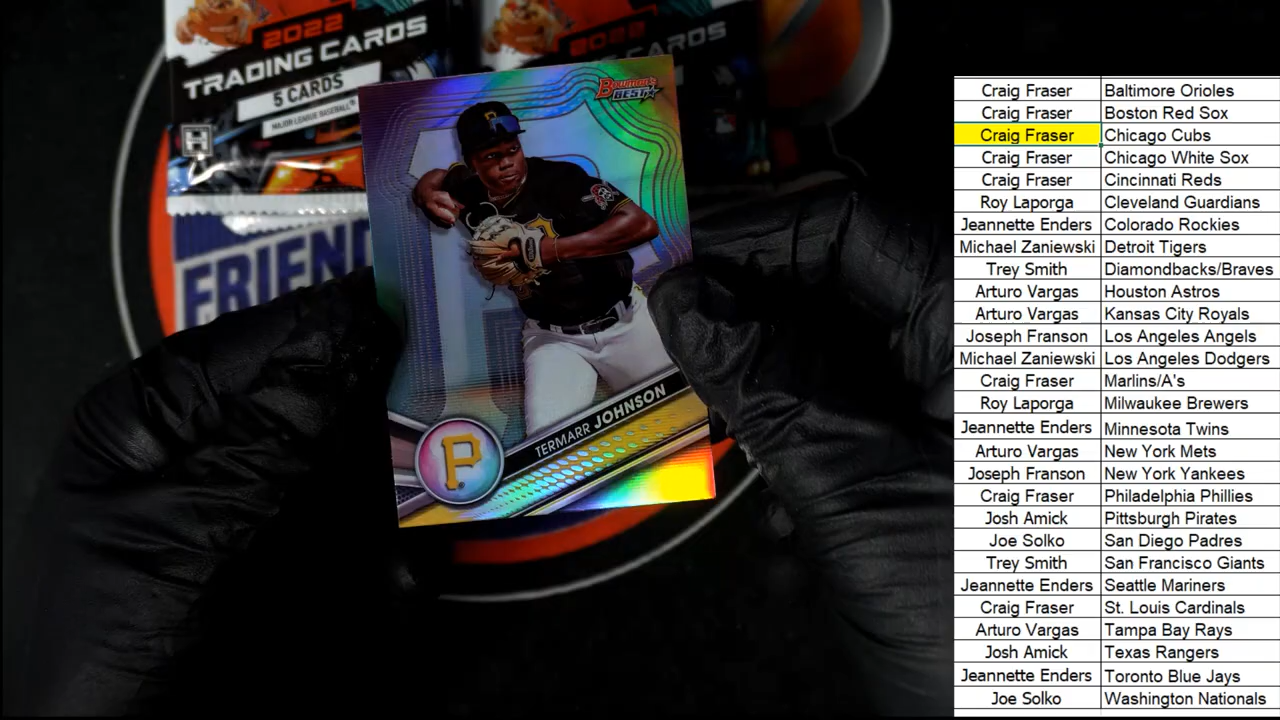 2022
TRADING CARDS
5 CARDS
MAJOR LEAGUE BASEBALL
H
2022
CARDS
FRIEN
Bowman's
BEST
P
P
TERMARR JOHNSON
Craig Fraser Baltimore Orioles
Craig Fraser Boston Red Sox
Craig Fraser Chicago Cubs
Craig Fraser Chicago White Sox
Craig Fraser Cincinnati Reds
Roy Laporga Cleveland Guardians
Jeannette Enders Colorado Rockies
Michael Zaniewski Detroit Tigers
Trey Smith Diamondbacks/Braves
Arturo Vargas Houston Astros
Arturo Vargas Kansas City Royals
Joseph Franson Los Angeles Angels
Michael Zaniewski Los Angeles Dodgers
Craig Fraser Marlins/A's
Roy Laporga Milwaukee Brewers
Jeannette Enders Minnesota Twins
Arturo Vargas New York Mets
Joseph Franson New York Yankees
Craig Fraser Philadelphia Phillies
Josh Amick Pittsburgh Pirates
Joe Solko San Diego Padres
Trey Smith San Francisco Giants
Jeannette Enders Seattle Mariners
Craig Fraser St. Louis Cardinals
Arturo Vargas Tampa Bay Rays
Josh Amick Texas Rangers
Jeannette Enders Toronto Blue Jays
Joe Solko Washington Nationals